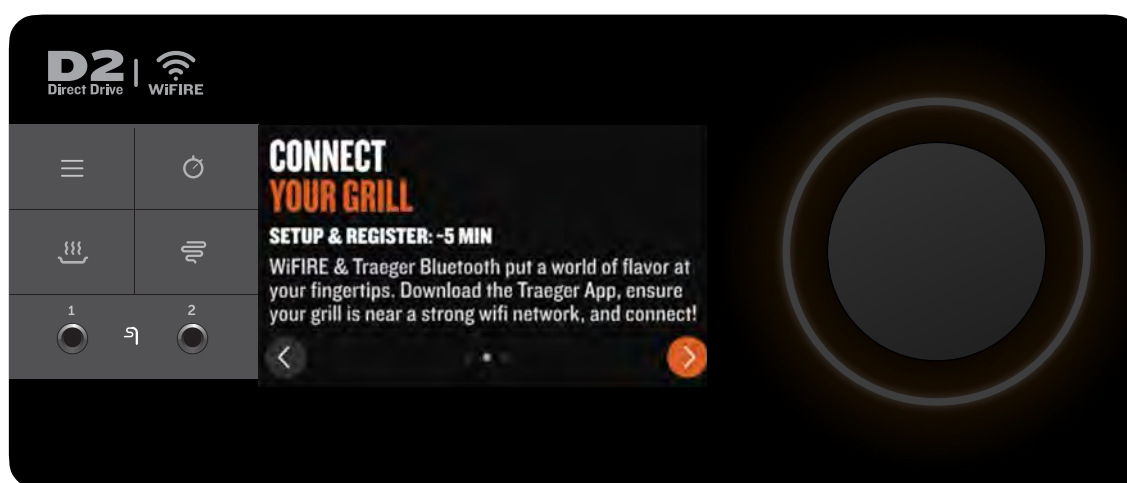 D2
Direct Drive
WiFIRE
1
2
CONNECT
YOUR GRILL
SETUP & REGISTER: ~5 MIN
WiFIRE & Traeger Bluetooth put a world of flavor at
your fingertips. Download the Traeger App, ensure
your grill is near a strong wifi network, and connect!